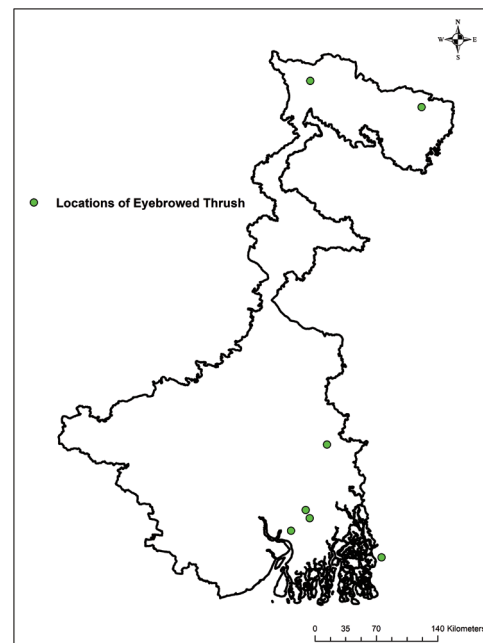 N
W E
S
Locations of Eyebrowed Thrush
0 35 70 140 Kilometers